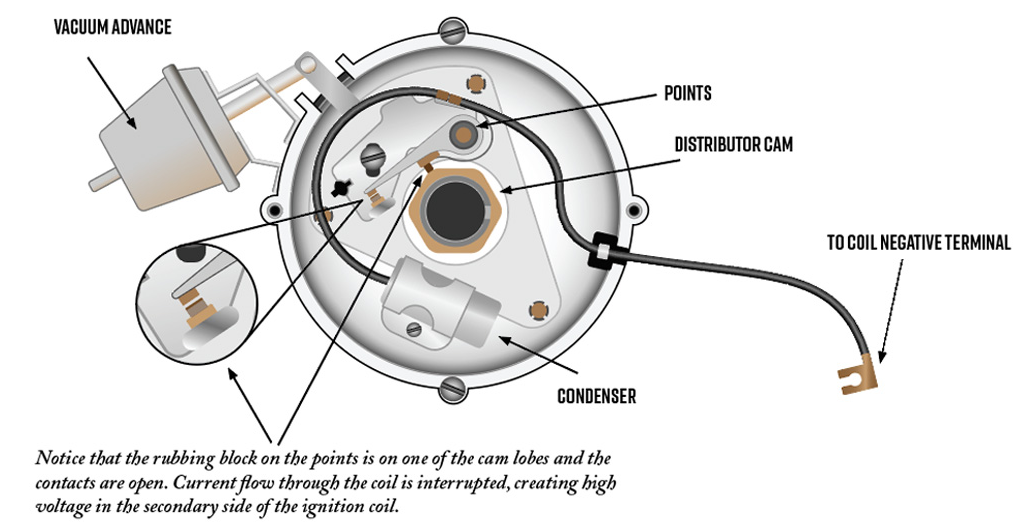 VACUUM ADVANCE
POINTS
DISTRIBUTOR CAM
TO COIL NEGATIVE TERMINAL
CONDENSER
Notice that the rubbing block on the points is on one of the cam lobes and the
contacts are open. Current flow through the coil is interrupted, creating high
voltage in the secondary side of the ignition coil.